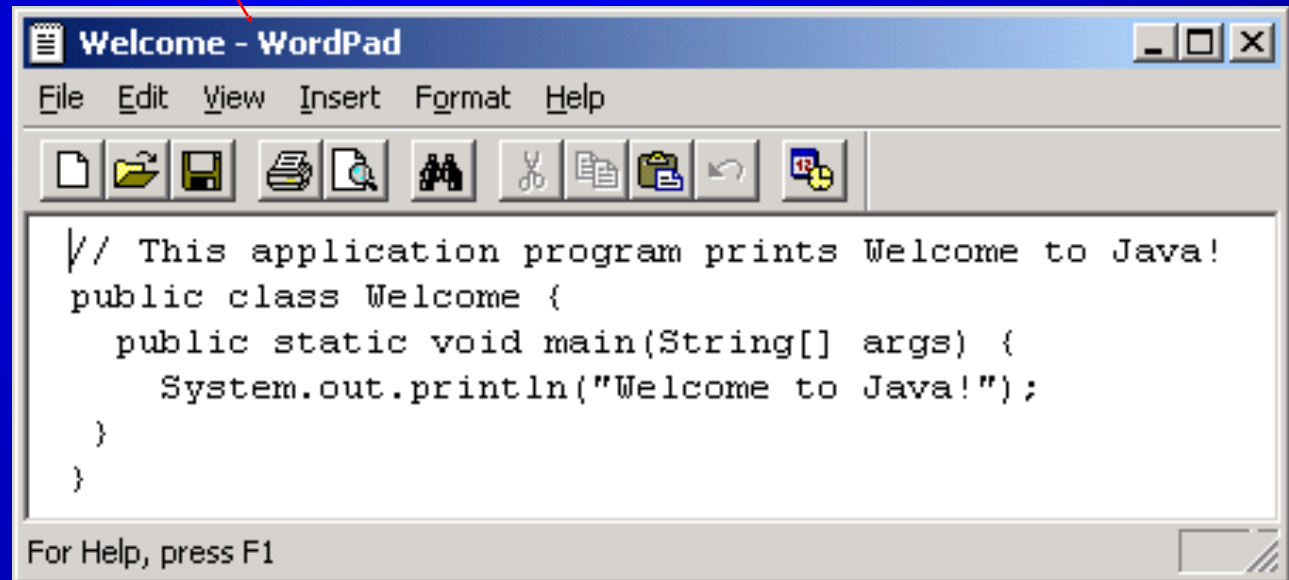 Welcome - WordPad
File Edit View Insert Format Help
12
// This application program prints Welcome to Java!
public class Welcome {
public static void main(String[] args) {
System.out.println("Welcome to Java!");
}
}
For Help, press F1